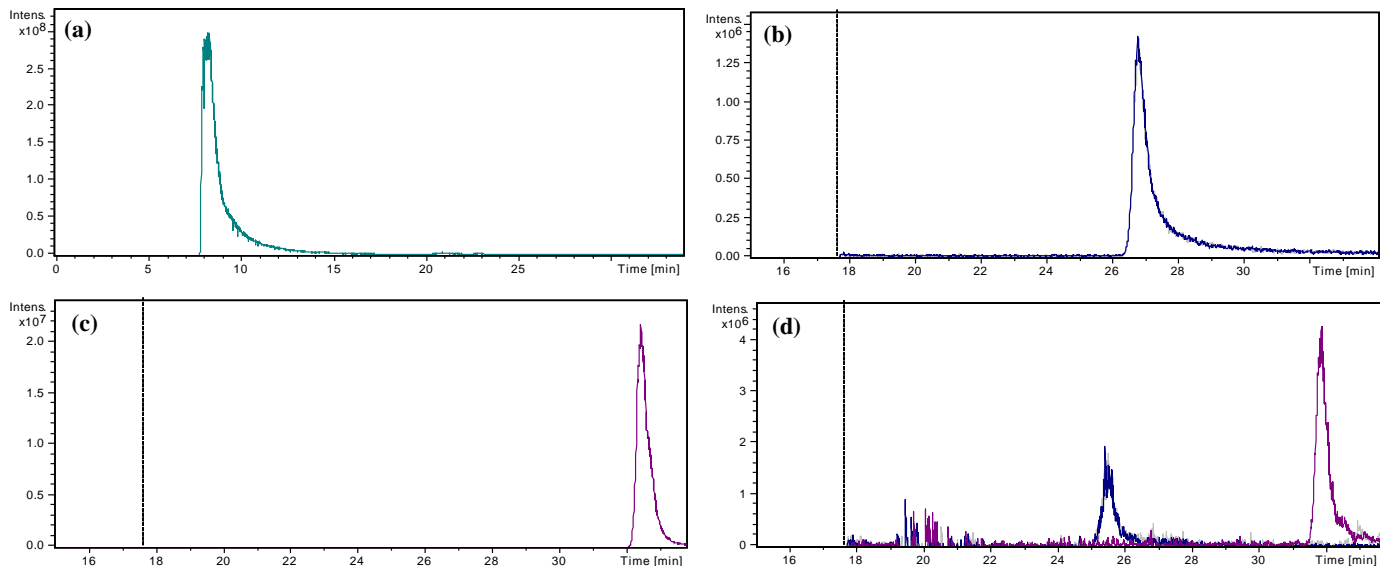 Intens.
x10⁸
(a)
2.5
2.0
1.5
1.0
0.5
0.0
0 5 10 15 20 25 Time [min]
Intens.
x10⁶
(b)
1.25
1.00
0.75
0.50
0.25
0.00
16 18 20 22 24 26 28 30 Time [min]
Intens.
x10⁷
(c)
2.0
1.5
1.0
0.5
0.0
16 18 20 22 24 26 28 30 Time [min]
Intens.
x10⁶
(d)
4
3
2
1
0
16 18 20 22 24 26 28 30 Time [min]